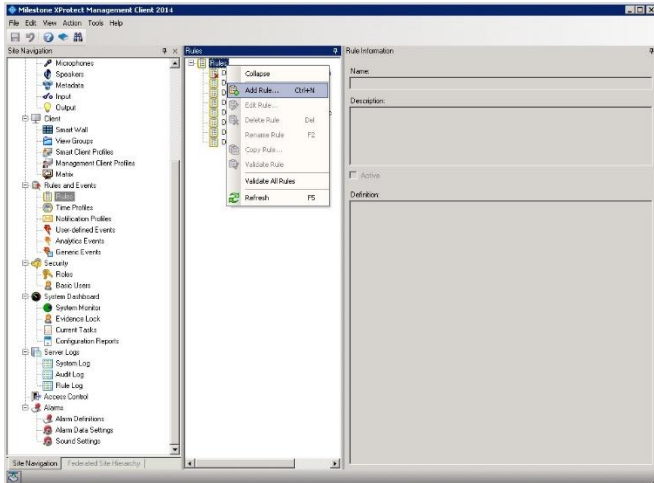 Milestone XProtect Management Client 2014
File Edit View Action Tools Help
Site Navigation
Microphones
Speakers
Metadata
Input
Output
Client
Smart Wall
View Groups
Smart Client Profiles
Management Client Profiles
Matrix
Rules and Events
Rules
Time Profiles
Notification Profiles
User-defined Events
Analytics Events
Generic Events
Security
Roles
Basic Users
System Dashboard
System Monitor
Evidence Lock
Current Tasks
Configuration Reports
Server Logs
System Log
Audit Log
Rule Log
Access Control
Alarms
Alarm Definitions
Alarm Data Settings
Sound Settings
Site Navigation Federated Site Hierarchy
Rules
Rules
Collapse
Add Rule... Ctrl+N
Edit Rule...
Delete Rule Del
Rename Rule F2
Copy Rule...
Validate Rule
Validate All Rules
Refresh F5
Rule Information
Name:
Description:
Active
Definition: